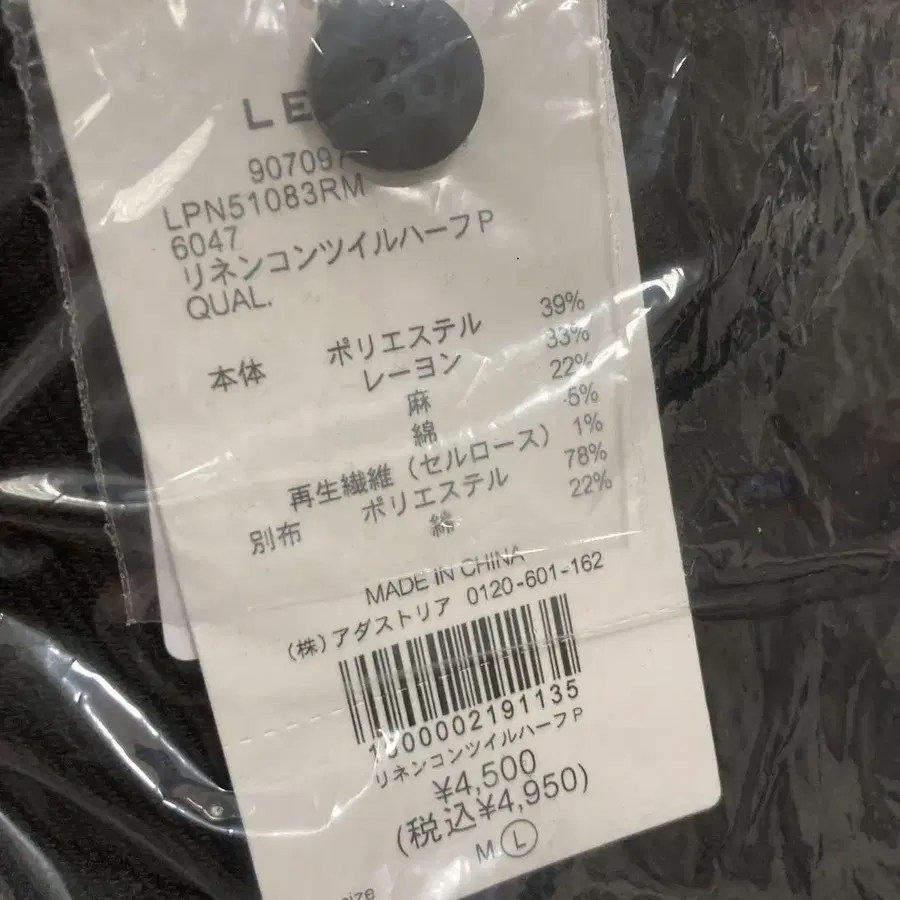 LE
907097
LPN51083RM
6047
リネンコンツイルハーフP
QUAL.
本体 ポリエステル 39%
レーヨン 33%
麻 22%
綿 5%
再生繊維(セルロース) 1%
別布 ポリエステル 78%
綿 22%
MADE IN CHINA
(株)アダストリア 0120-601-162
1000002191135
リネンコンツイルハーフP
¥4,500
(税込¥4,950)
M L
size